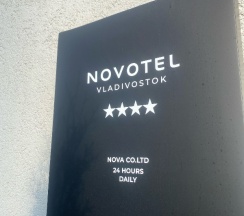 NOVOTEL
VLADIVOSTOK
★★★★
NOVA CO.LTD
24 HOURS
DAILY